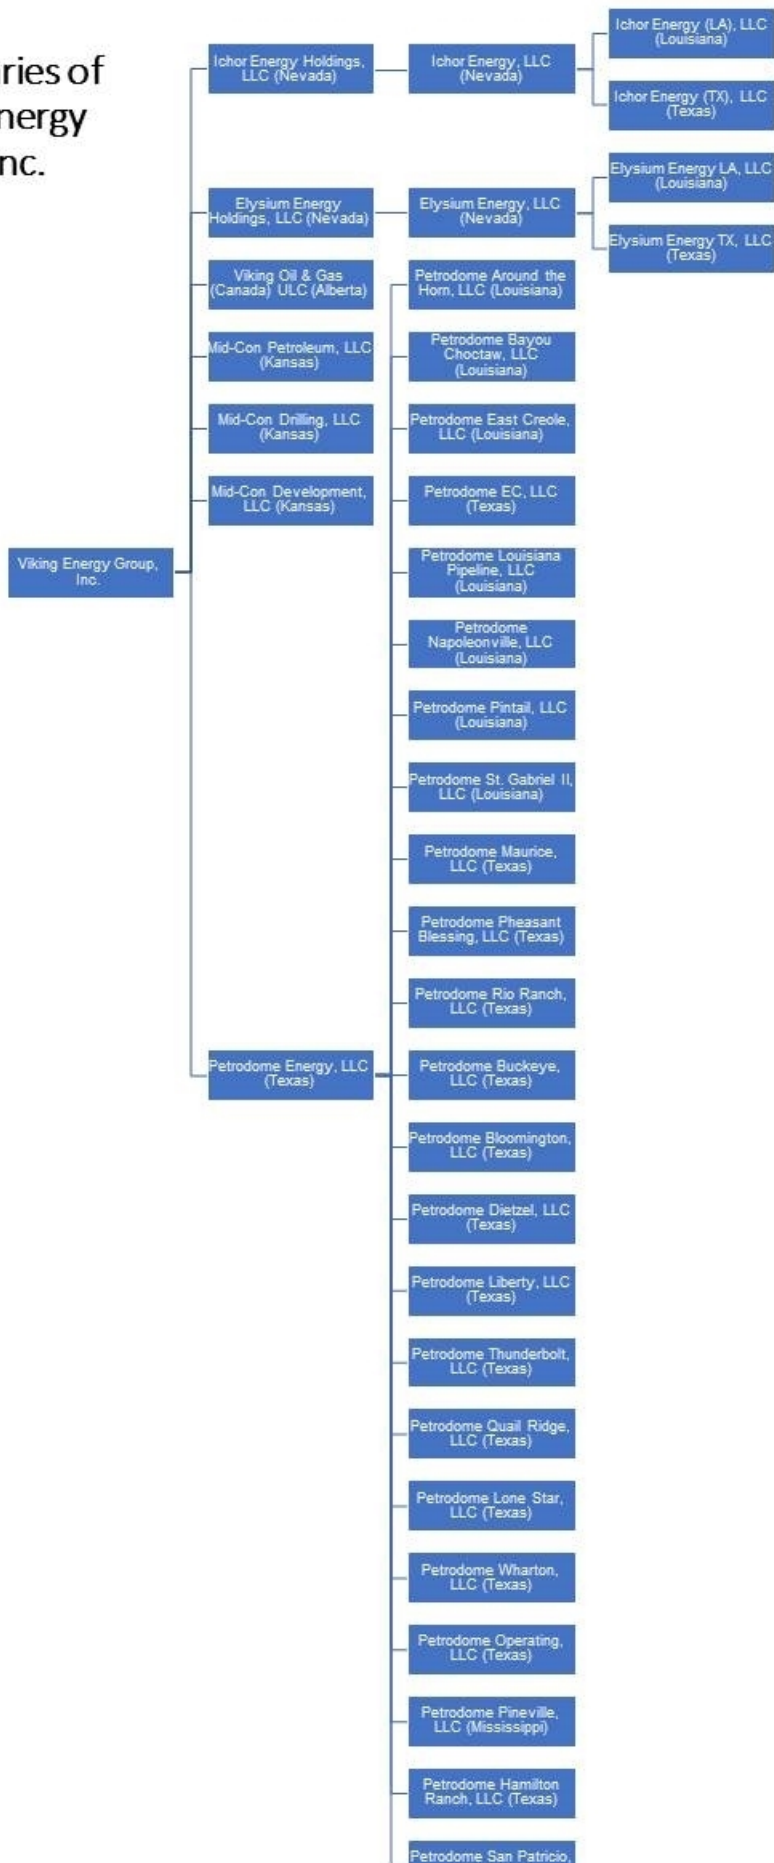 ries of
nergy
nc.
Viking Energy Group,
Inc.
Ichor Energy Holdings,
LLC (Nevada)
Ichor Energy, LLC
(Nevada)
Ichor Energy (LA), LLC
(Louisiana)
Ichor Energy (TX), LLC
(Texas)
Elysium Energy
Holdings, LLC (Nevada)
Elysium Energy, LLC
(Nevada)
Elysium Energy LA, LLC
(Louisiana)
Elysium Energy TX, LLC
(Texas)
Viking Oil & Gas
(Canada) ULC (Alberta)
Mid-Con Petroleum, LLC
(Kansas)
Mid-Con Drilling, LLC
(Kansas)
Mid-Con Development,
LLC (Kansas)
Petrodome Energy, LLC
(Texas)
Petrodome Around the
Horn, LLC (Louisiana)
Petrodome Bayou
Choctaw, LLC
(Louisiana)
Petrodome East Creole,
LLC (Louisiana)
Petrodome EC, LLC
(Texas)
Petrodome Louisiana
Pipeline, LLC
(Louisiana)
Petrodome
Napoleonville, LLC
(Louisiana)
Petrodome Pintail, LLC
(Louisiana)
Petrodome St. Gabriel II,
LLC (Louisiana)
Petrodome Maurice,
LLC (Texas)
Petrodome Pheasant
Blessing, LLC (Texas)
Petrodome Rio Ranch,
LLC (Texas)
Petrodome Buckeye,
LLC (Texas)
Petrodome Bloomington,
LLC (Texas)
Petrodome Dietzel, LLC
(Texas)
Petrodome Liberty, LLC
(Texas)
Petrodome Thunderbolt,
LLC (Texas)
Petrodome Quail Ridge,
LLC (Texas)
Petrodome Lone Star,
LLC (Texas)
Petrodome Wharton,
LLC (Texas)
Petrodome Operating,
LLC (Texas)
Petrodome Pineville,
LLC (Mississippi)
Petrodome Hamilton
Ranch, LLC (Texas)
Petrodome San Patricio,